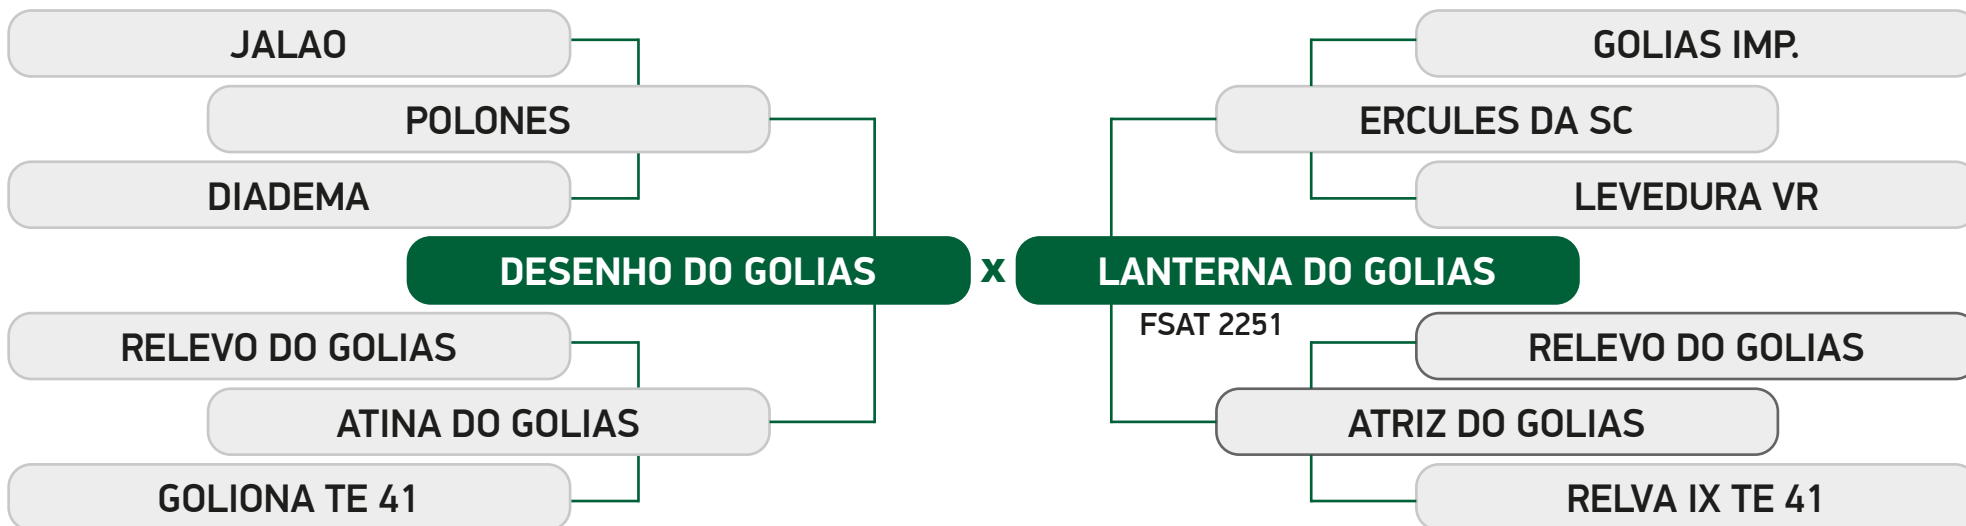 JALAO
POLONES
DIADEMA
DESENHO DO GOLIAS
RELEVO DO GOLIAS
ATINA DO GOLIAS
GOLIONA TE 41
x
GOLIAS IMP.
ERCULES DA SC
LEVEDURA VR
LANTERNA DO GOLIAS
FSAT 2251
RELEVO DO GOLIAS
ATRIZ DO GOLIAS
RELVA IX TE 41